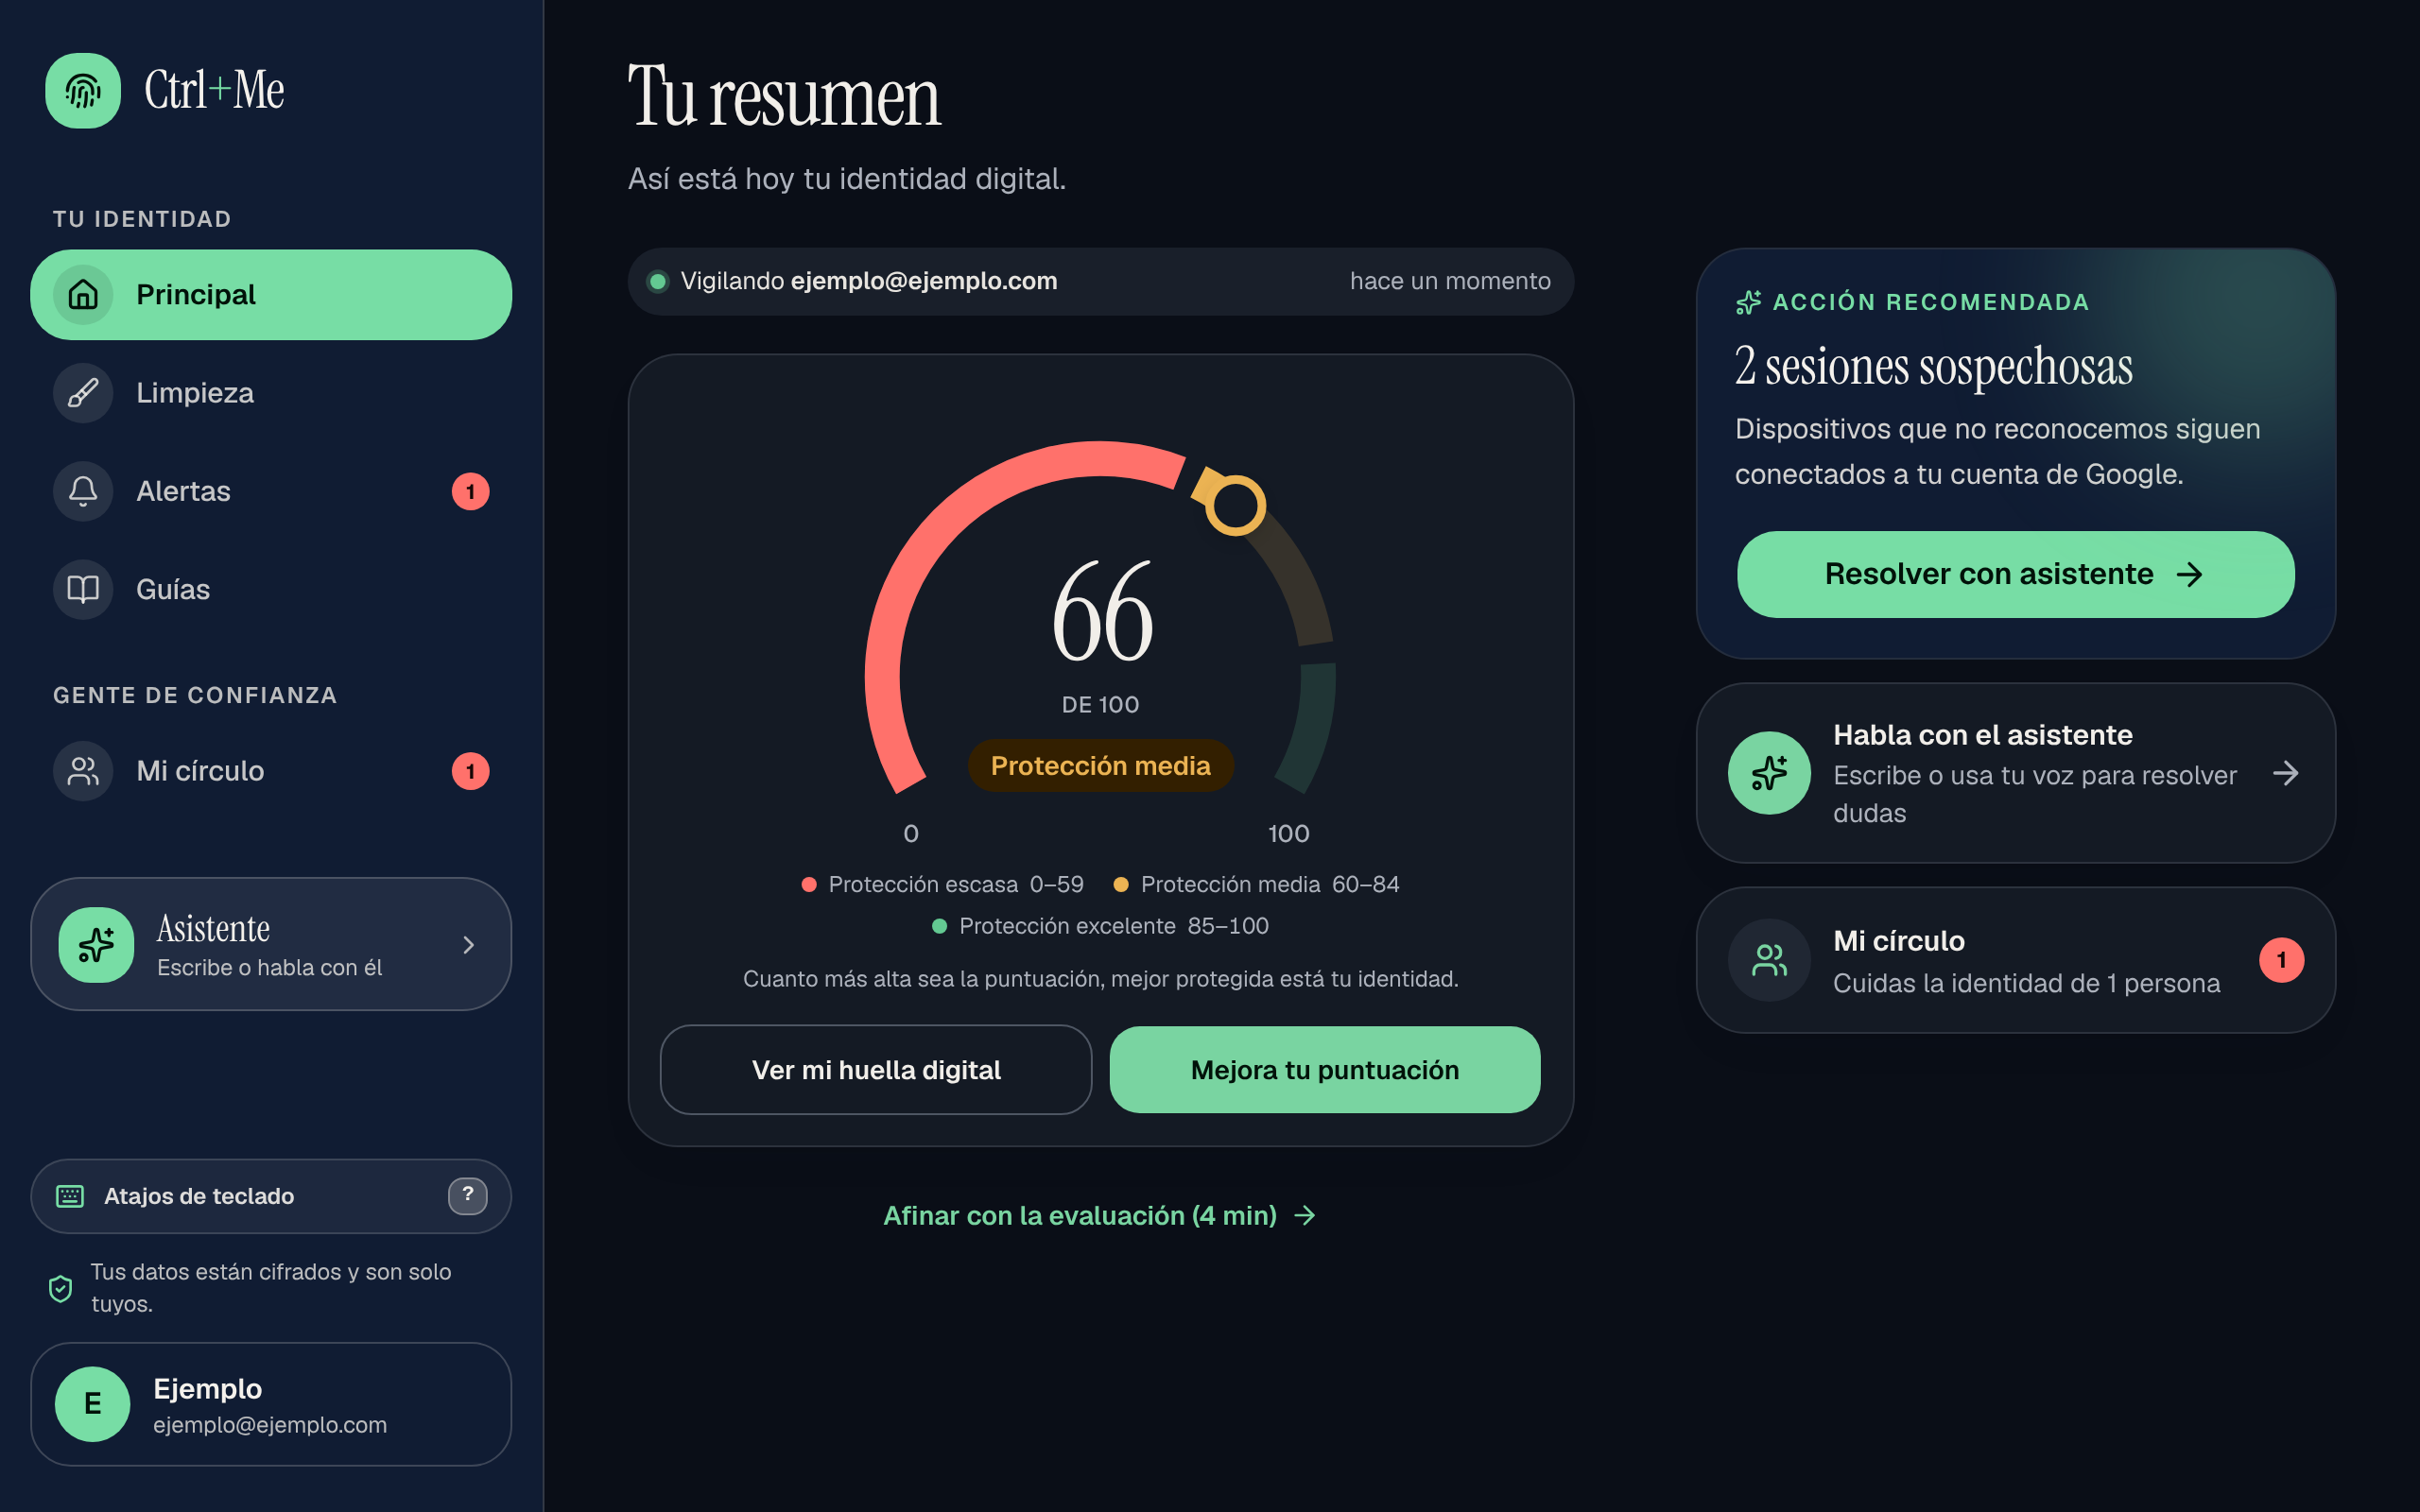 Ctrl+Me
TU IDENTIDAD
Principal
Limpieza
Alertas 1
Guías
GENTE DE CONFIANZA
Mi círculo 1
Asistente
Escribe o habla con él
Atajos de teclado ?
Tus datos están cifrados y son solo
tuyos.
E
Ejemplo
ejemplo@ejemplo.com
Tu resumen
Así está hoy tu identidad digital.
Vigilando ejemplo@ejemplo.com hace un momento
66
DE 100
Protección media
0 100
Protección escasa 0–59 Protección media 60–84
Protección excelente 85–100
Cuanto más alta sea la puntuación, mejor protegida está tu identidad.
Ver mi huella digital Mejora tu puntuación
Afinar con la evaluación (4 min) →
ACCIÓN RECOMENDADA
2 sesiones sospechosas
Dispositivos que no reconocemos siguen
conectados a tu cuenta de Google.
Resolver con asistente →
Habla con el asistente
Escribe o usa tu voz para resolver
dudas
→
Mi círculo
Cuidas la identidad de 1 persona
1